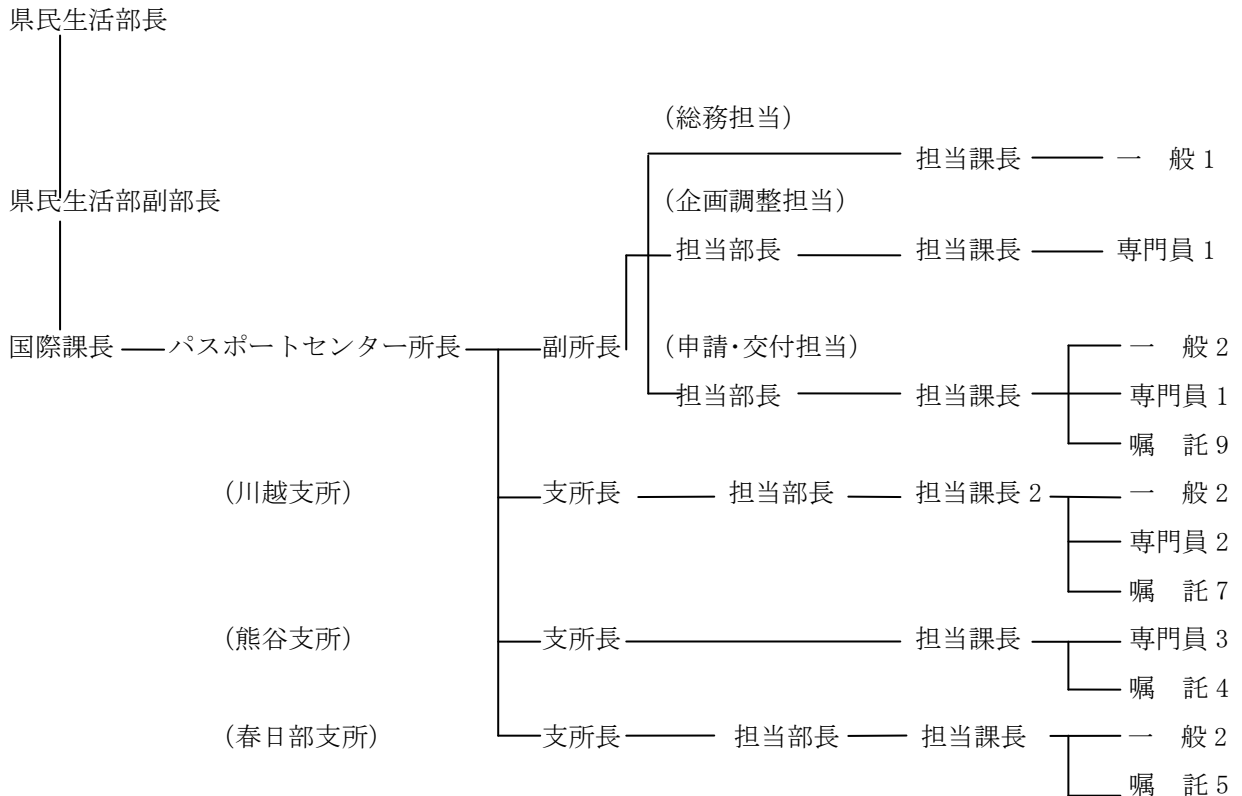 県民生活部長
(総務担当)
担当課長 一 般 1
県民生活部副部長 (企画調整担当)
担当部長 担当課長 専門員 1
国際課長 パスポートセンター所長 副所長 (申請・交付担当) 一 般 2
担当部長 担当課長 専門員 1
嘱 託 9
(川越支所) 支所長 担当部長 担当課長 2 一 般 2
専門員 2
嘱 託 7
(熊谷支所) 支所長 担当課長 専門員 3
嘱 託 4
(春日部支所) 支所長 担当部長 担当課長 一 般 2
嘱 託 5